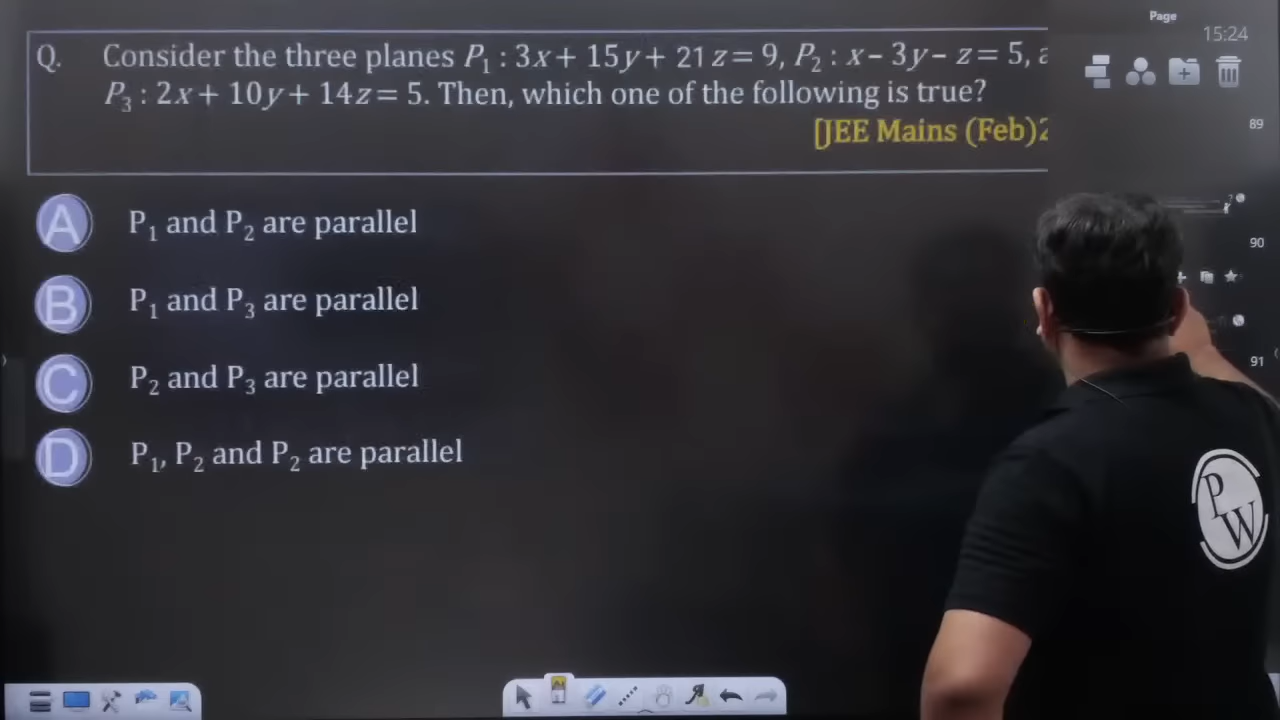 Page
15:24
Q. Consider the three planes P₁ : 3x + 15y + 21 z = 9, P₂ : x – 3y – z = 5,
P₃ : 2x + 10y + 14z = 5. Then, which one of the following is true?
[JEE Mains (Feb)2
89
A P₁ and P₂ are parallel
90
B P₁ and P₃ are parallel
91
C P₂ and P₃ are parallel
D P₁, P₂ and P₂ are parallel
PW